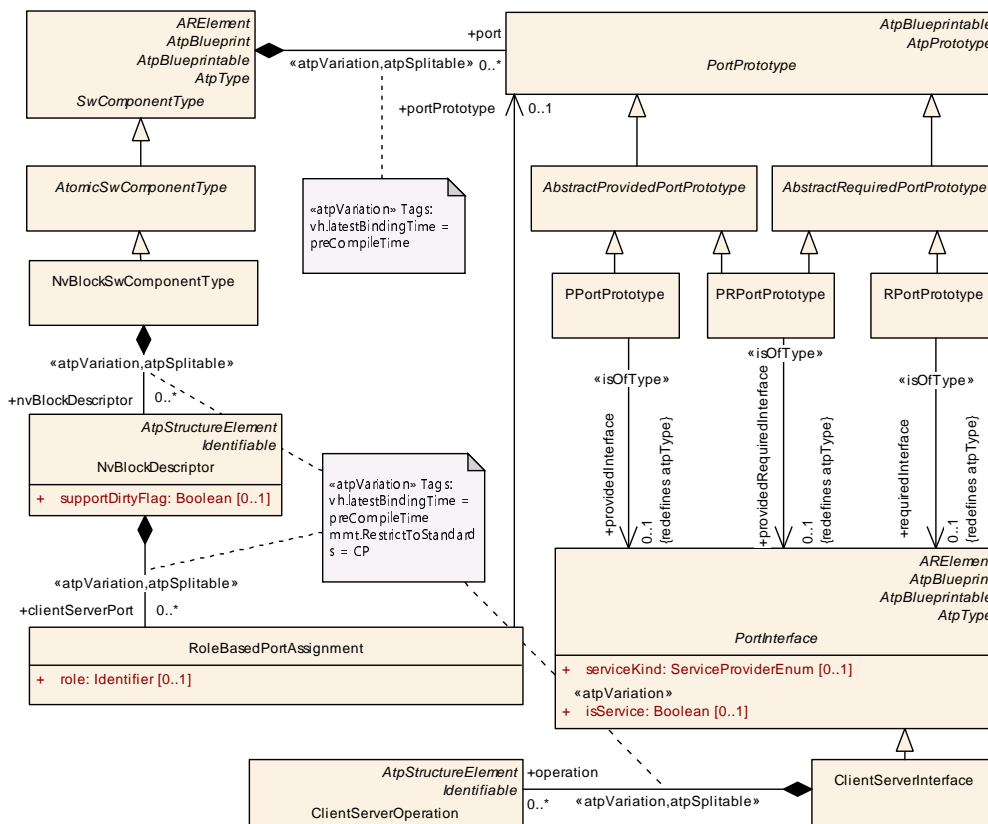 ARElement
AtpBlueprint
AtpBlueprintable
AtpType
SwComponentType
+port
«atpVariation,atpSplitable»
0..*
AtpBlueprintable
AtpPrototype
PortPrototype
+portPrototype
0..1
AtomicSwComponentType
«atpVariation» Tags:
vh.latestBindingTime =
preCompileTime
AbstractProvidedPortPrototype
AbstractRequiredPortPrototype
NvBlockSwComponentType
PPortPrototype
PRPortPrototype
RPortPrototype
«atpVariation,atpSplitable»
+nvBlockDescriptor
0..*
«isOfType»
«isOfType»
«isOfType»
+providedInterface
0..1
{redefines atpType}
+providedRequiredInterface
0..1
{redefines atpType}
+requiredInterface
0..1
{redefines atpType}
AtpStructureElement
Identifiable
NvBlockDescriptor
+ supportDirtyFlag: Boolean [0..1]
«atpVariation» Tags:
vh.latestBindingTime =
preCompileTime
mmt.RestrictToStandard
s = CP
«atpVariation,atpSplitable»
+clientServerPort
0..*
RoleBasedPortAssignment
+ role: Identifier [0..1]
ARElement
AtpBlueprint
AtpBlueprintable
AtpType
PortInterface
+ serviceKind: ServiceProviderEnum [0..1]
«atpVariation»
+ isService: Boolean [0..1]
AtpStructureElement
Identifiable
ClientServerOperation
+operation
0..*
«atpVariation,atpSplitable»
ClientServerInterface